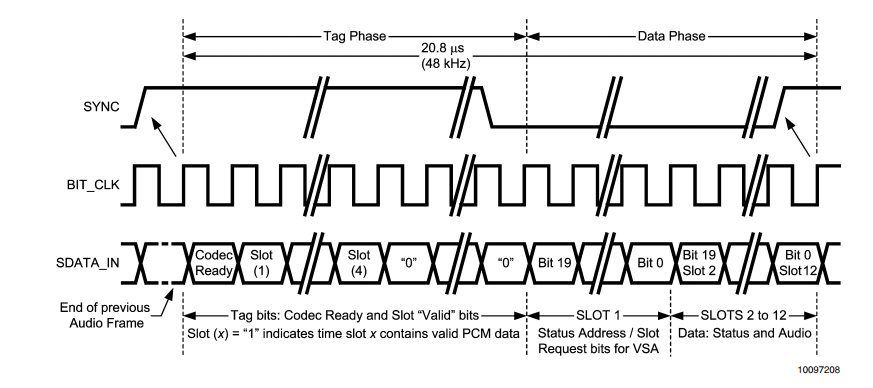 Tag Phase
Data Phase
20.8 µs
(48 kHz)
SYNC
BIT_CLK
SDATA_IN
Codec
Ready
Slot
(1)
Slot
(4)
“0”
“0”
Bit 19
Bit 0
Bit 19
Slot 2
Bit 0
Slot12
End of previous
Audio Frame
Tag bits: Codec Ready and Slot “Valid” bits
Slot (x) = “1” indicates time slot x contains valid PCM data
SLOT 1
Status Address / Slot
Request bits for VSA
SLOTS 2 to 12
Data: Status and Audio
10097208